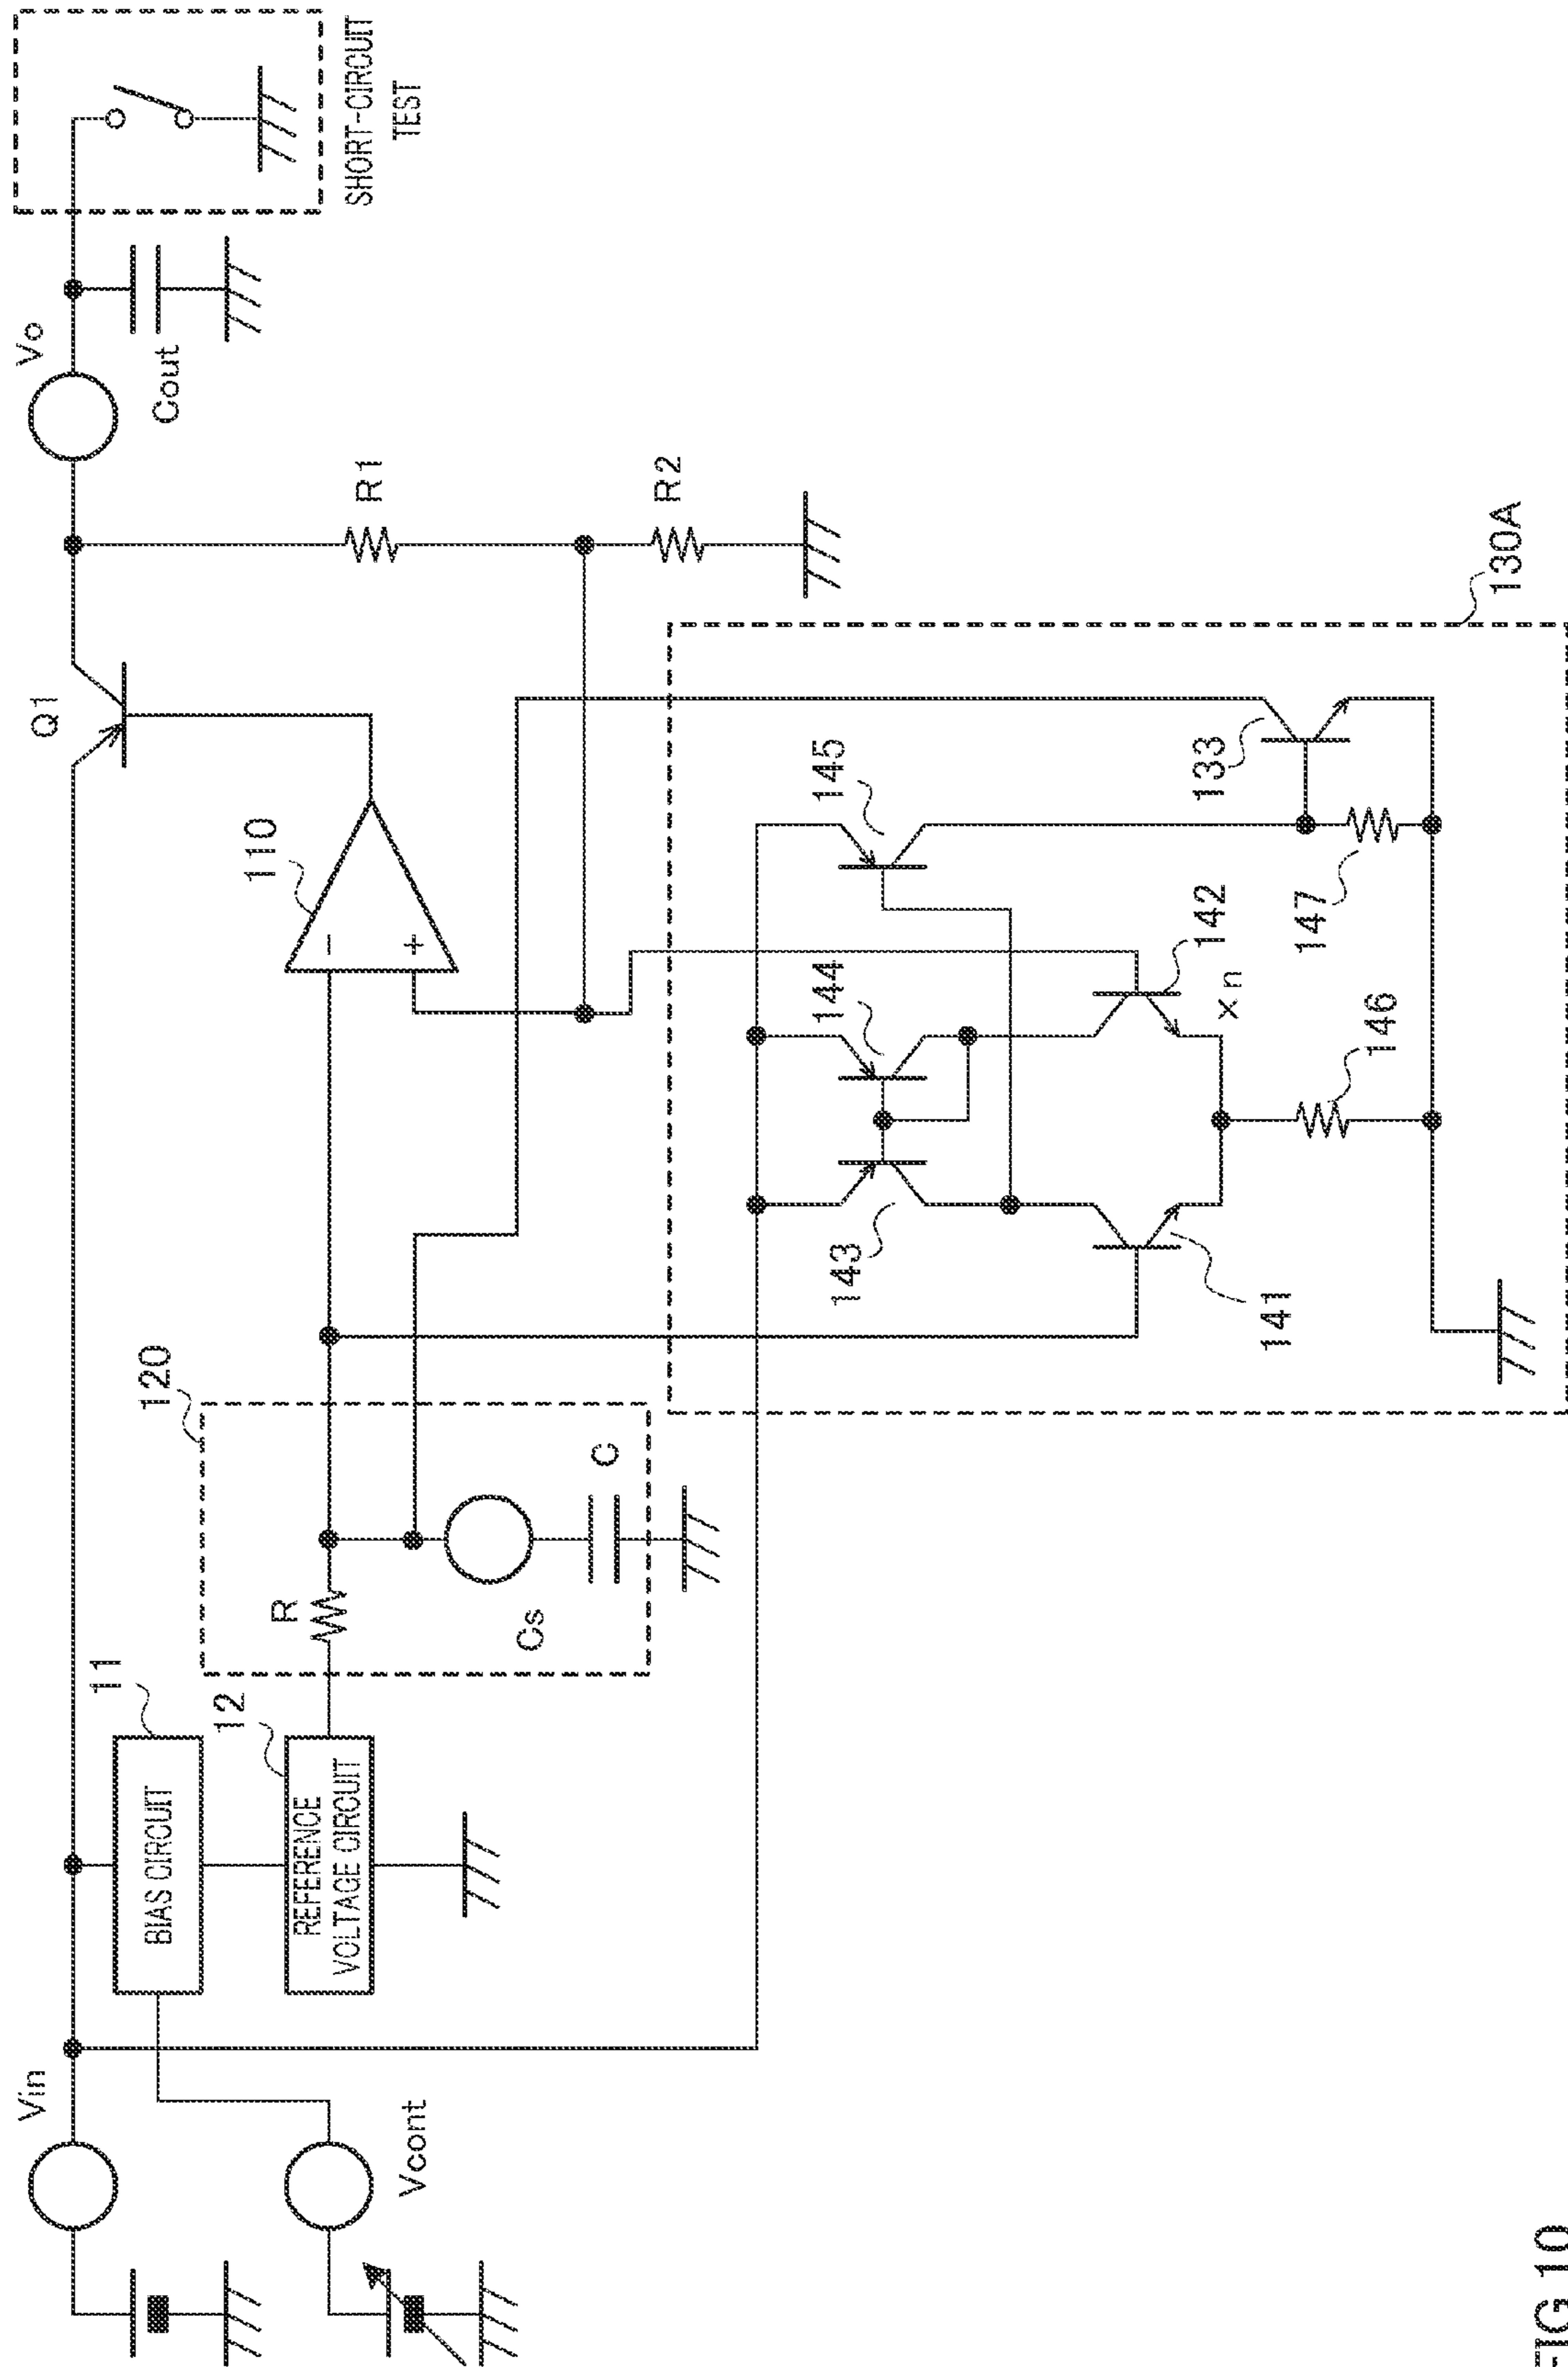 Vin
Vcont
11
BIAS CIRCUIT
12
REFERENCE
VOLTAGE CIRCUIT
120
R
Cs
C
110
−
+
Q1
R1
R2
Vo
Cout
SHORT-CIRCUIT
TEST
130A
143
144
145
141
142
×n
146
147
133
FIG.10